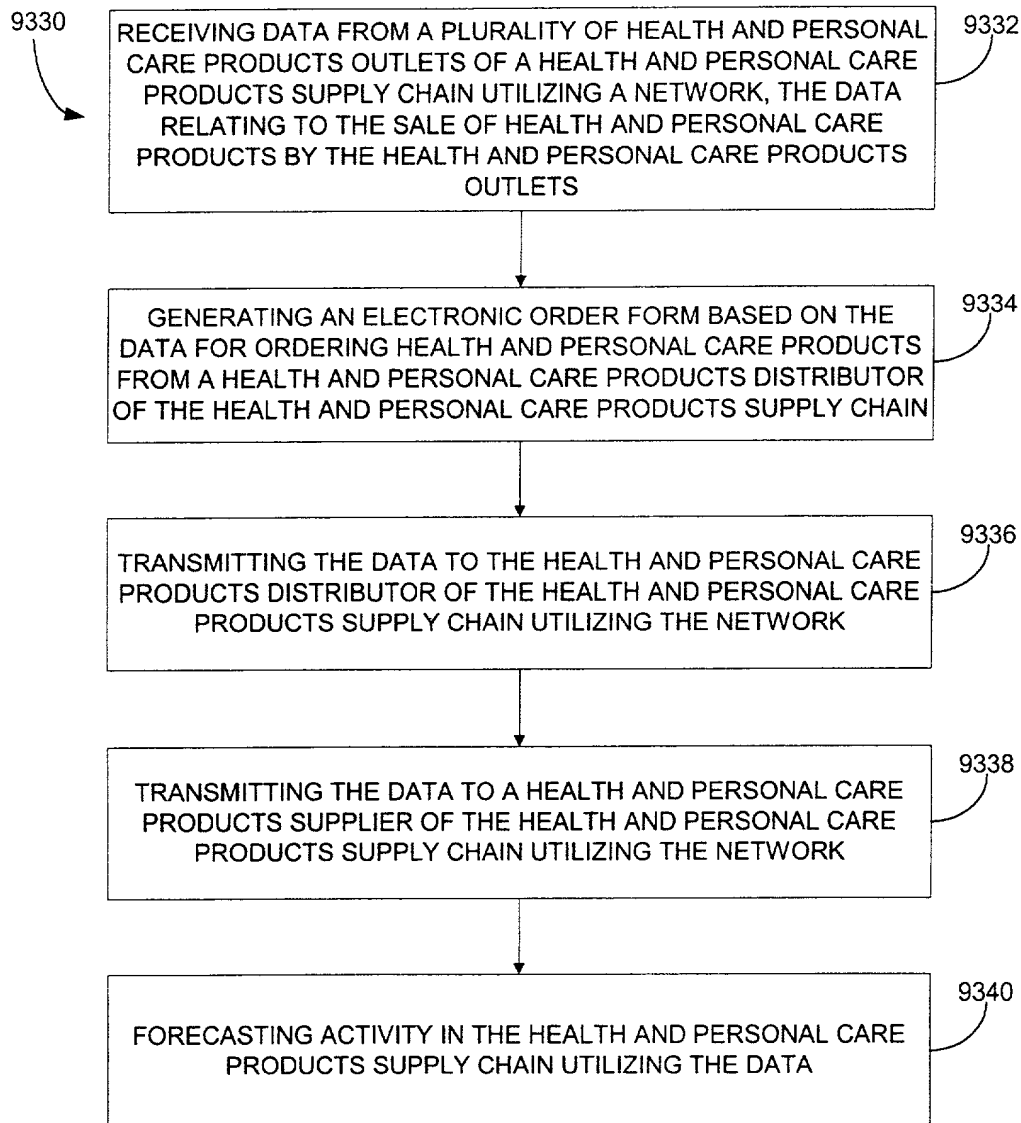 9330
RECEIVING DATA FROM A PLURALITY OF HEALTH AND PERSONAL
CARE PRODUCTS OUTLETS OF A HEALTH AND PERSONAL CARE
PRODUCTS SUPPLY CHAIN UTILIZING A NETWORK, THE DATA
RELATING TO THE SALE OF HEALTH AND PERSONAL CARE
PRODUCTS BY THE HEALTH AND PERSONAL CARE PRODUCTS
OUTLETS
9332
GENERATING AN ELECTRONIC ORDER FORM BASED ON THE
DATA FOR ORDERING HEALTH AND PERSONAL CARE PRODUCTS
FROM A HEALTH AND PERSONAL CARE PRODUCTS DISTRIBUTOR
OF THE HEALTH AND PERSONAL CARE PRODUCTS SUPPLY CHAIN
9334
TRANSMITTING THE DATA TO THE HEALTH AND PERSONAL CARE
PRODUCTS DISTRIBUTOR OF THE HEALTH AND PERSONAL CARE
PRODUCTS SUPPLY CHAIN UTILIZING THE NETWORK
9336
TRANSMITTING THE DATA TO A HEALTH AND PERSONAL CARE
PRODUCTS SUPPLIER OF THE HEALTH AND PERSONAL CARE
PRODUCTS SUPPLY CHAIN UTILIZING THE NETWORK
9338
FORECASTING ACTIVITY IN THE HEALTH AND PERSONAL CARE
PRODUCTS SUPPLY CHAIN UTILIZING THE DATA
9340